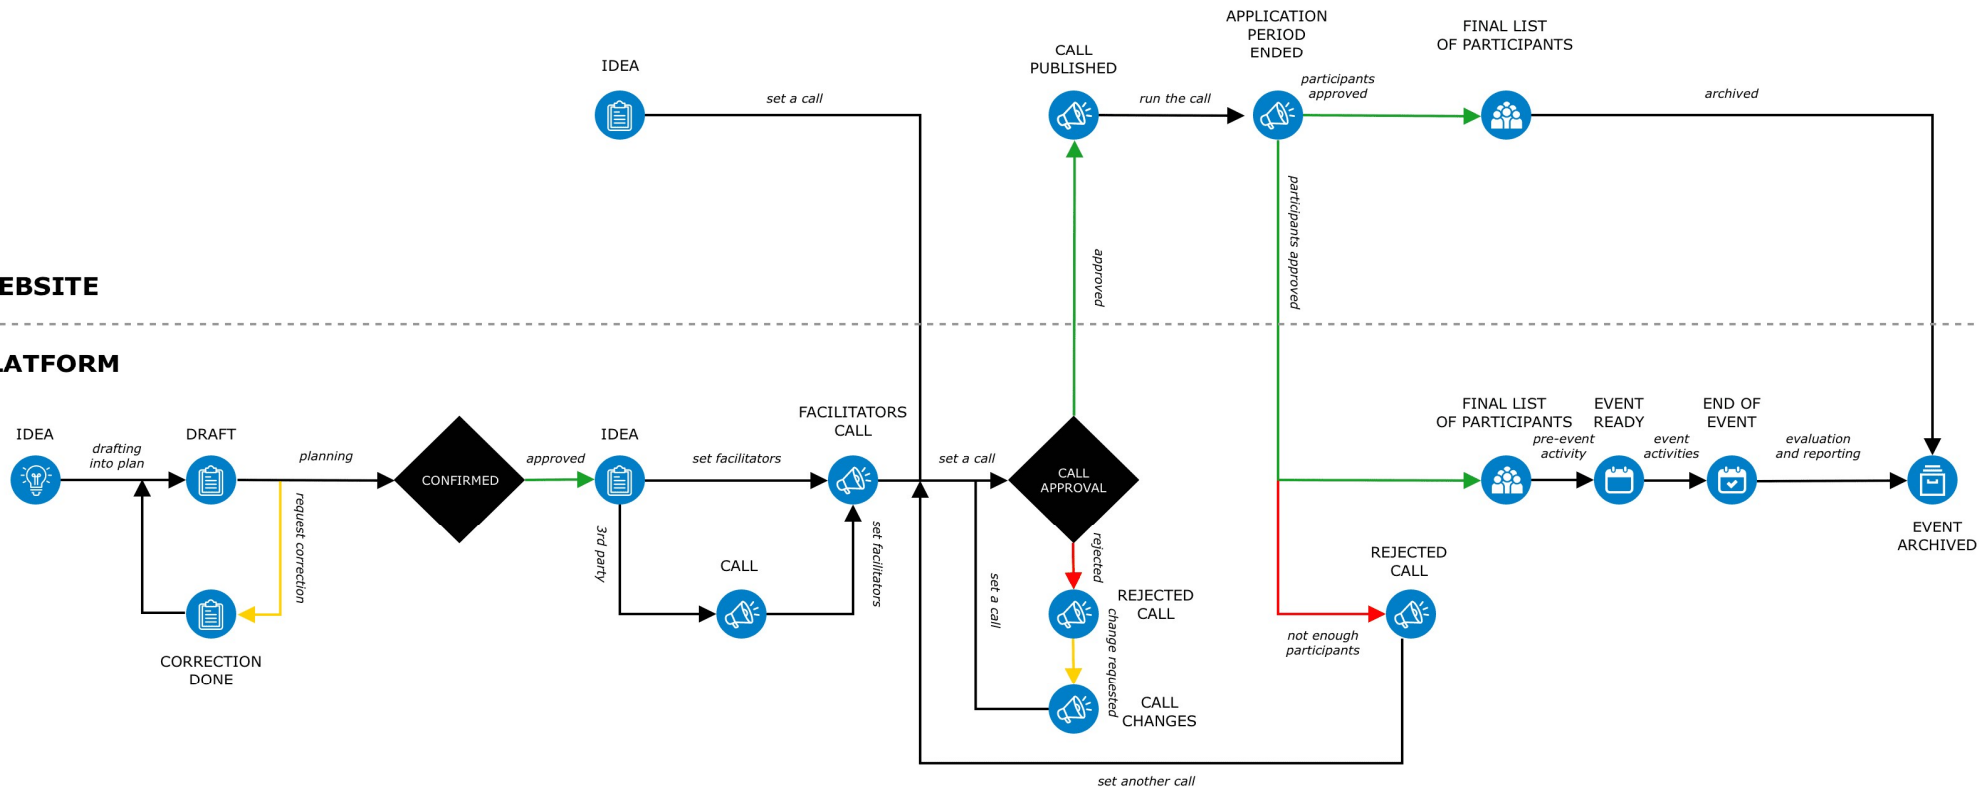 APPLICATION
PERIOD
ENDED
FINAL LIST
OF PARTICIPANTS
CALL
PUBLISHED
IDEA
set a call
run the call
participants
approved
archived
participants approved
approved
EBSITE
LATFORM
IDEA
drafting
into plan
DRAFT
planning
request correction
CONFIRMED
approved
IDEA
set facilitators
3rd party
FACILITATORS
CALL
set facilitators
CALL
set a call
set a call
CALL
APPROVAL
rejected
REJECTED
CALL
change requested
CALL
CHANGES
FINAL LIST
OF PARTICIPANTS
pre-event
activity
EVENT
READY
event
activities
END OF
EVENT
evaluation
and reporting
EVENT
ARCHIVED
REJECTED
CALL
not enough
participants
CORRECTION
DONE
set another call